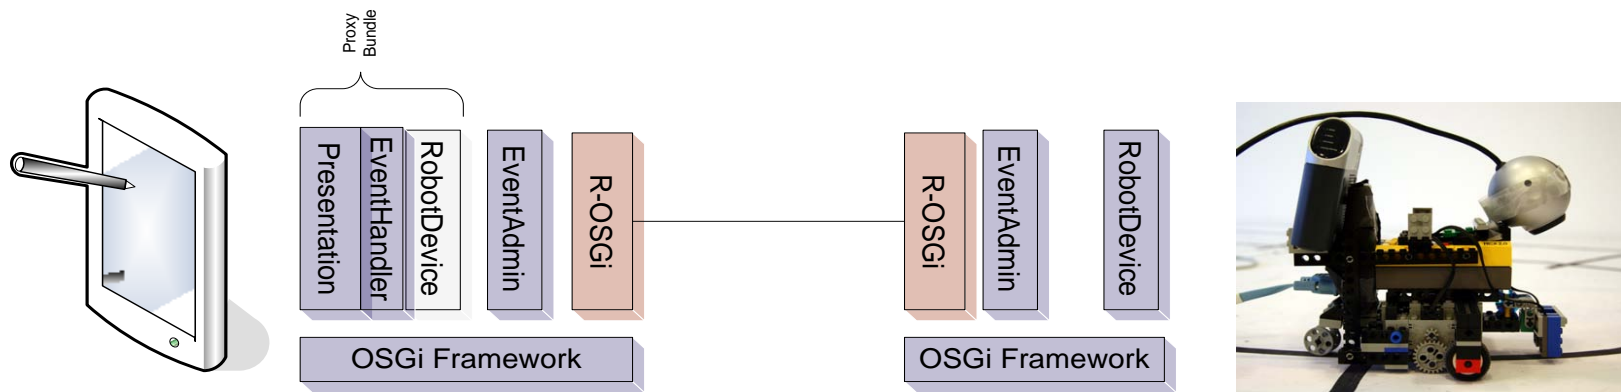 Proxy
Bundle
Presentation
EventHandler
RobotDevice
EventAdmin
R-OSGi
R-OSGi
EventAdmin
RobotDevice
OSGi Framework
OSGi Framework